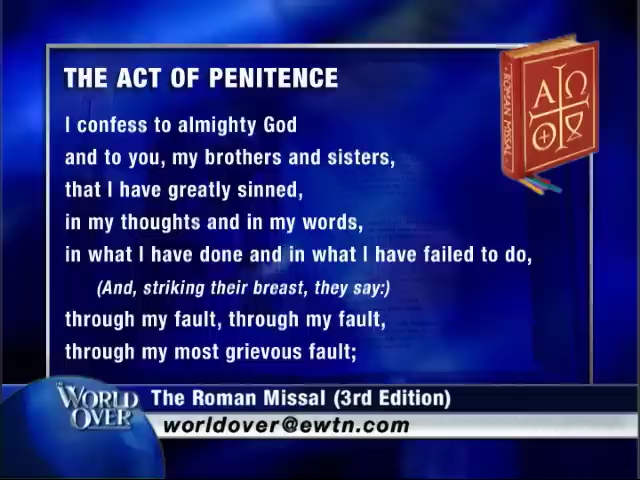 THE ACT OF PENITENCE
I confess to almighty God
and to you, my brothers and sisters,
that I have greatly sinned,
in my thoughts and in my words,
in what I have done and in what I have failed to do,
(And, striking their breast, they say:)
through my fault, through my fault,
through my most grievous fault;
ROMAN MISSAL
Α Ω
THE WORLD OVER
The Roman Missal (3rd Edition)
worldover@ewtn.com